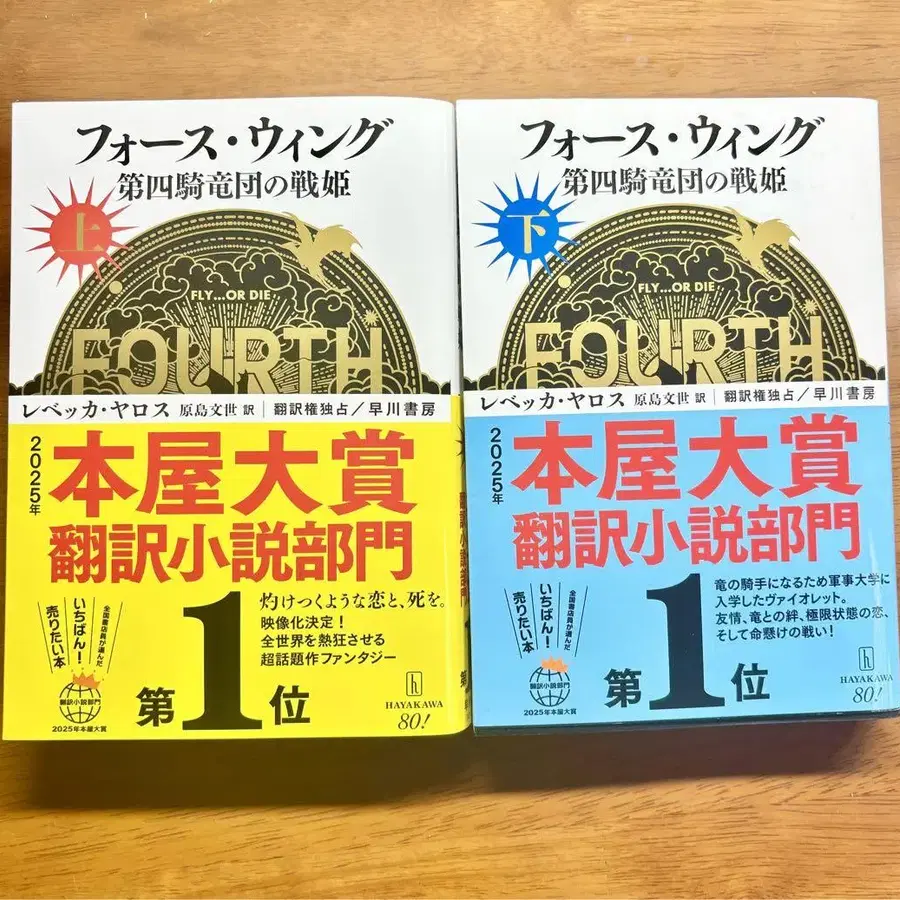 フォース・ウィング
第四騎竜団の戦姫
上
FLY...OR DIE
FOURTH
レベッカ・ヤロス 原島文世 訳 | 翻訳権独占/早川書房
2025年
本屋大賞
翻訳小説部門
第1位
灼けつくような恋と、死を。
映像化決定!
全世界を熱狂させる
超話題作ファンタジー
全国書店員が選んだ
いちばん!
売りたい本
翻訳小説部門
2025年本屋大賞
h
HAYAKAWA
80!
フォース・ウィング
第四騎竜団の戦姫
下
FLY...OR DIE
FOURTH
レベッカ・ヤロス 原島文世 訳 | 翻訳権独占/早川書房
2025年
本屋大賞
翻訳小説部門
第1位
竜の騎手になるため軍事大学に
入学したヴァイオレット。
友情、竜との絆、極限状態の恋、
そして命懸けの戦い!
全国書店員が選んだ
いちばん!
売りたい本
翻訳小説部門
2025年本屋大賞
h
HAYAKAWA
80!